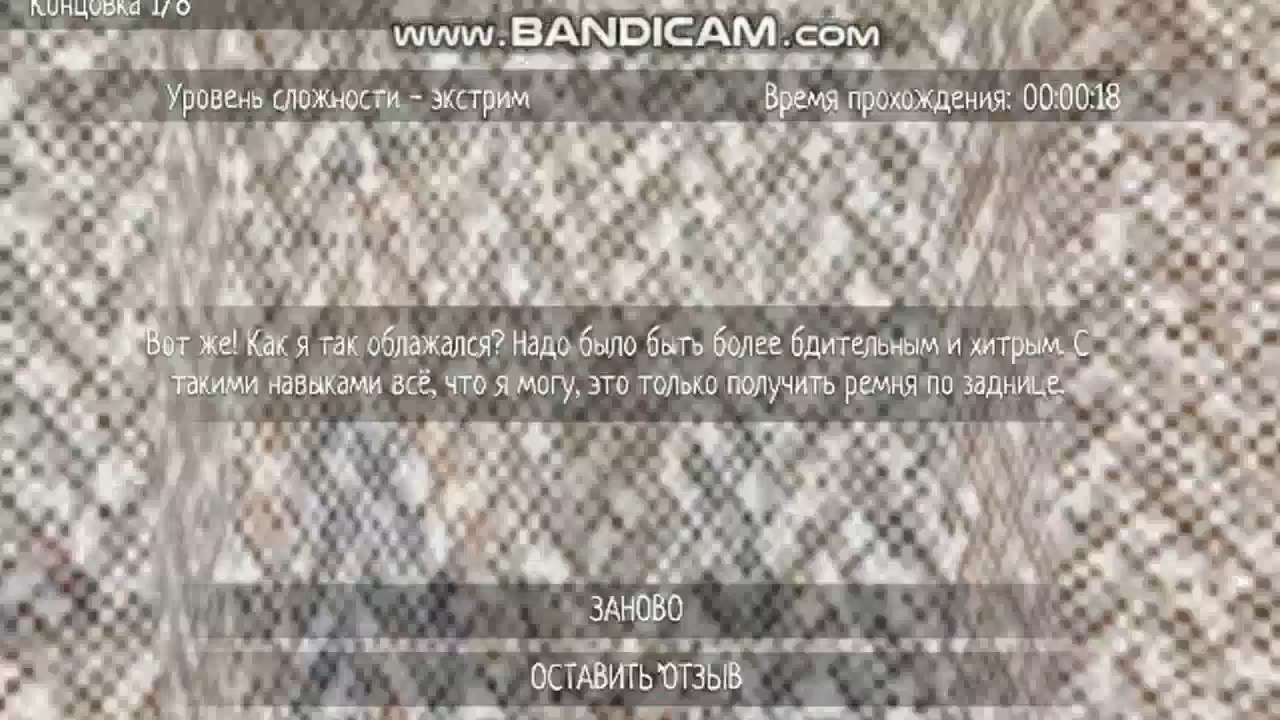 Концовка 1/8
www.BANDICAM.com
Уровень сложности - экстрим
Время прохождения: 00:00:18
Вот же! Как я так облажался? Надо было быть более бдительным и хитрым. С
такими навыками всё, что я могу, это только получить ремня по заднице.
ЗАНОВО
ОСТАВИТЬ ОТЗЫВ